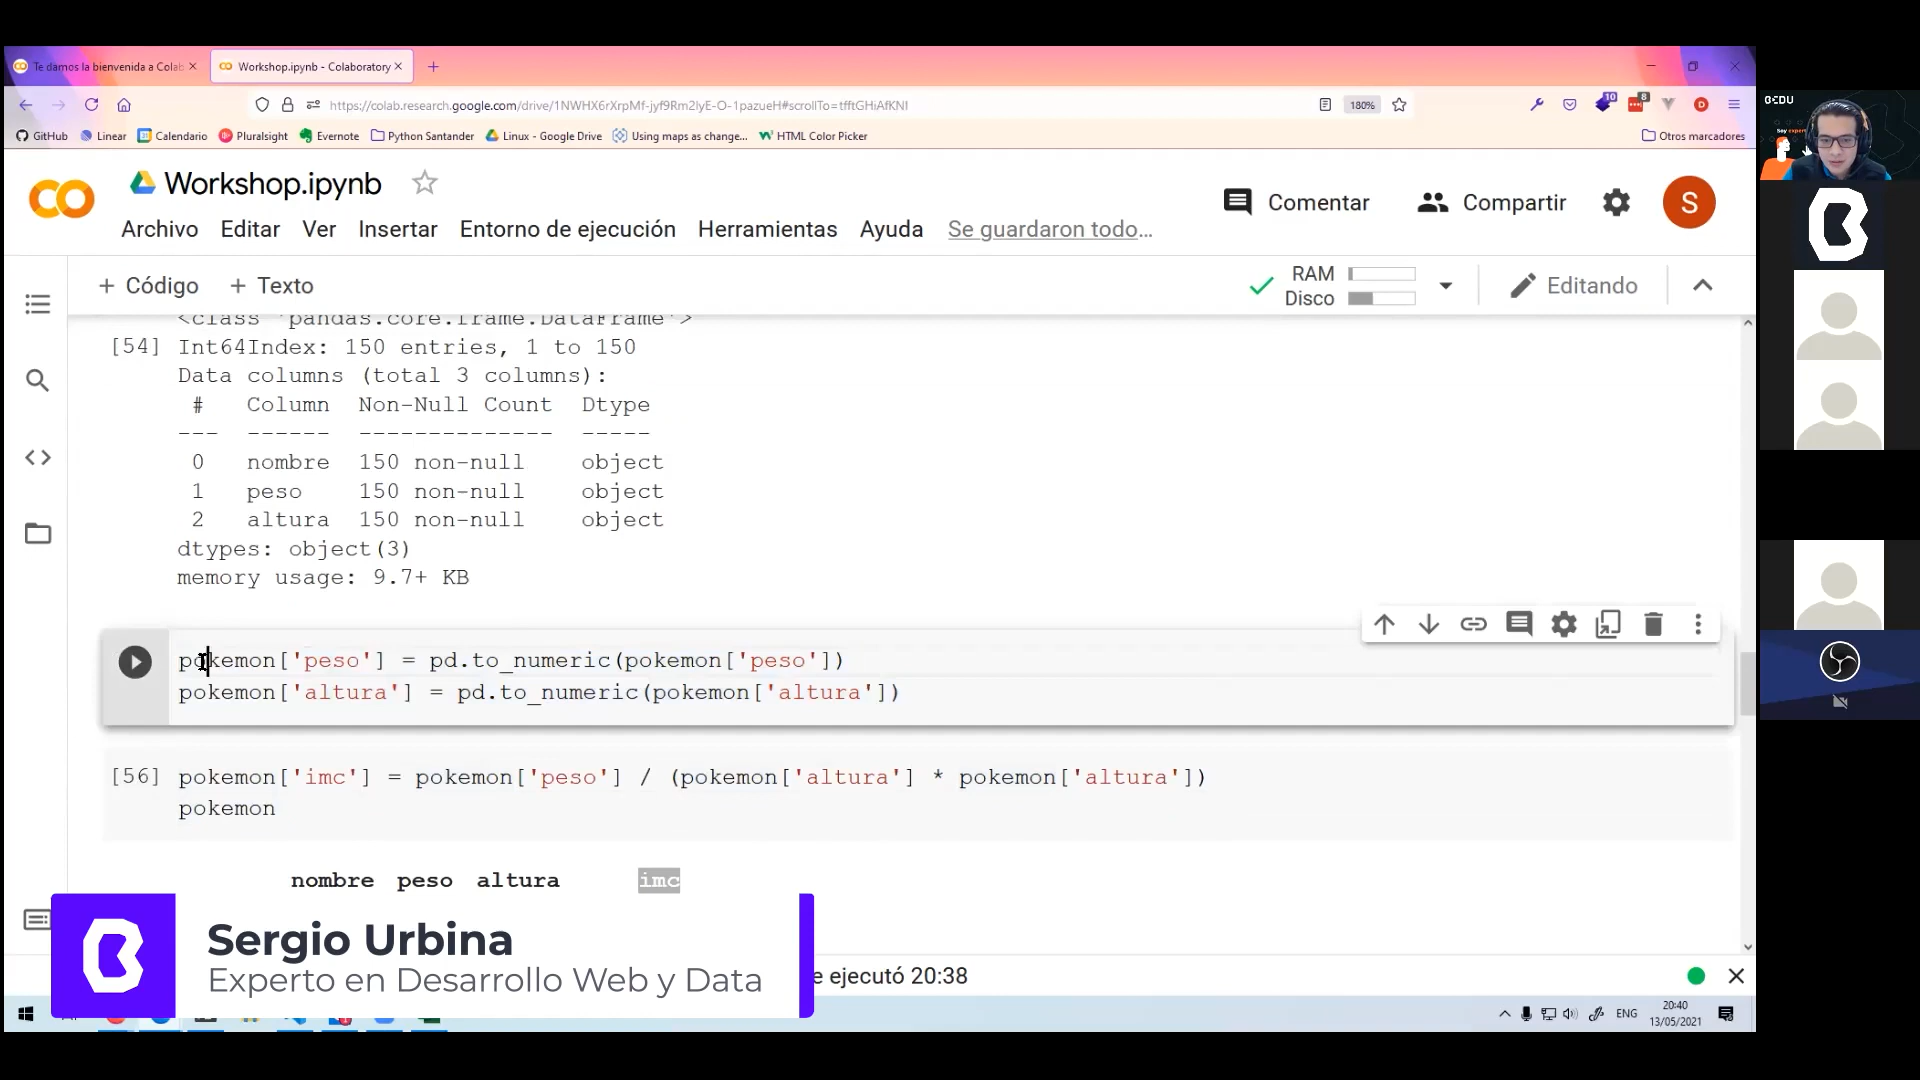 Te damos la bienvenida a Colab
Workshop.ipynb - Colaboratory
https://colab.research.google.com/drive/1NWHX6rXrpMf-jyf9Rm2lyE-O-1pazueH#scrollTo=tfftGHiAfKNI
180%
10
8
D
GitHub
Linear
Calendario
Pluralsight
Evernote
Python Santander
Linux - Google Drive
Using maps as change...
HTML Color Picker
Otros marcadores
Workshop.ipynb
Comentar
Compartir
S
Archivo Editar Ver Insertar Entorno de ejecución Herramientas Ayuda Se guardaron todo...
+ Código + Texto
RAM
Disco
Editando
<class 'pandas.core.frame.DataFrame'>
[54] Int64Index: 150 entries, 1 to 150
Data columns (total 3 columns):
# Column Non-Null Count Dtype
--- ------ -------------- -----
0 nombre 150 non-null object
1 peso 150 non-null object
2 altura 150 non-null object
dtypes: object(3)
memory usage: 9.7+ KB
pokemon['peso'] = pd.to_numeric(pokemon['peso'])
pokemon['altura'] = pd.to_numeric(pokemon['altura'])
[56] pokemon['imc'] = pokemon['peso'] / (pokemon['altura'] * pokemon['altura'])
pokemon
nombre peso altura imc
Sergio Urbina
Experto en Desarrollo Web y Data
e ejecutó 20:38
ENG
20:40
13/05/2021
BEDU